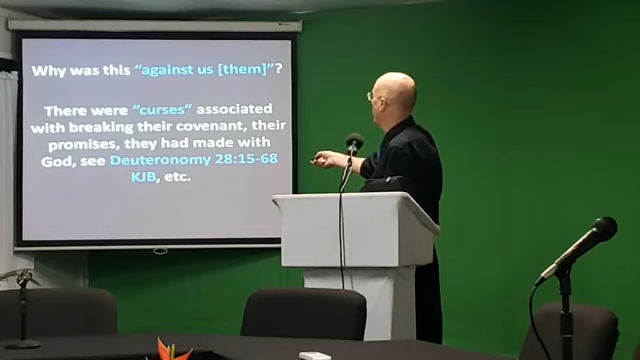 Why was this “against us [them]”?
There were “curses” associated
with breaking their covenant, their
promises, they had made with
God, see Deuteronomy 28:15-68
KJB, etc.